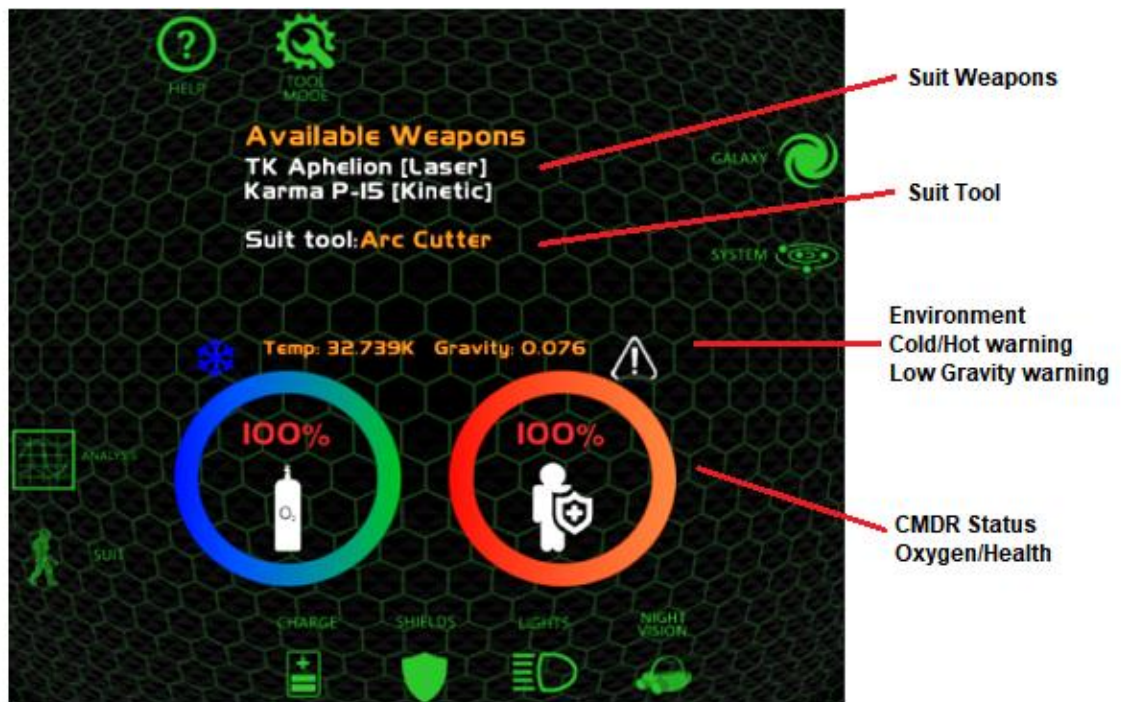 HELP
TOOL
MODE
Available Weapons
TK Aphelion [Laser]
Karma P-15 [Kinetic]
Suit tool:Arc Cutter
GALAXY
SYSTEM
Temp: 32.739K Gravity: 0.076
100%
O₂
100%
ANALYSIS
SUIT
CHARGE
SHIELDS
LIGHTS
NIGHT
VISION
Suit Weapons
Suit Tool
Environment
Cold/Hot warning
Low Gravity warning
CMDR Status
Oxygen/Health